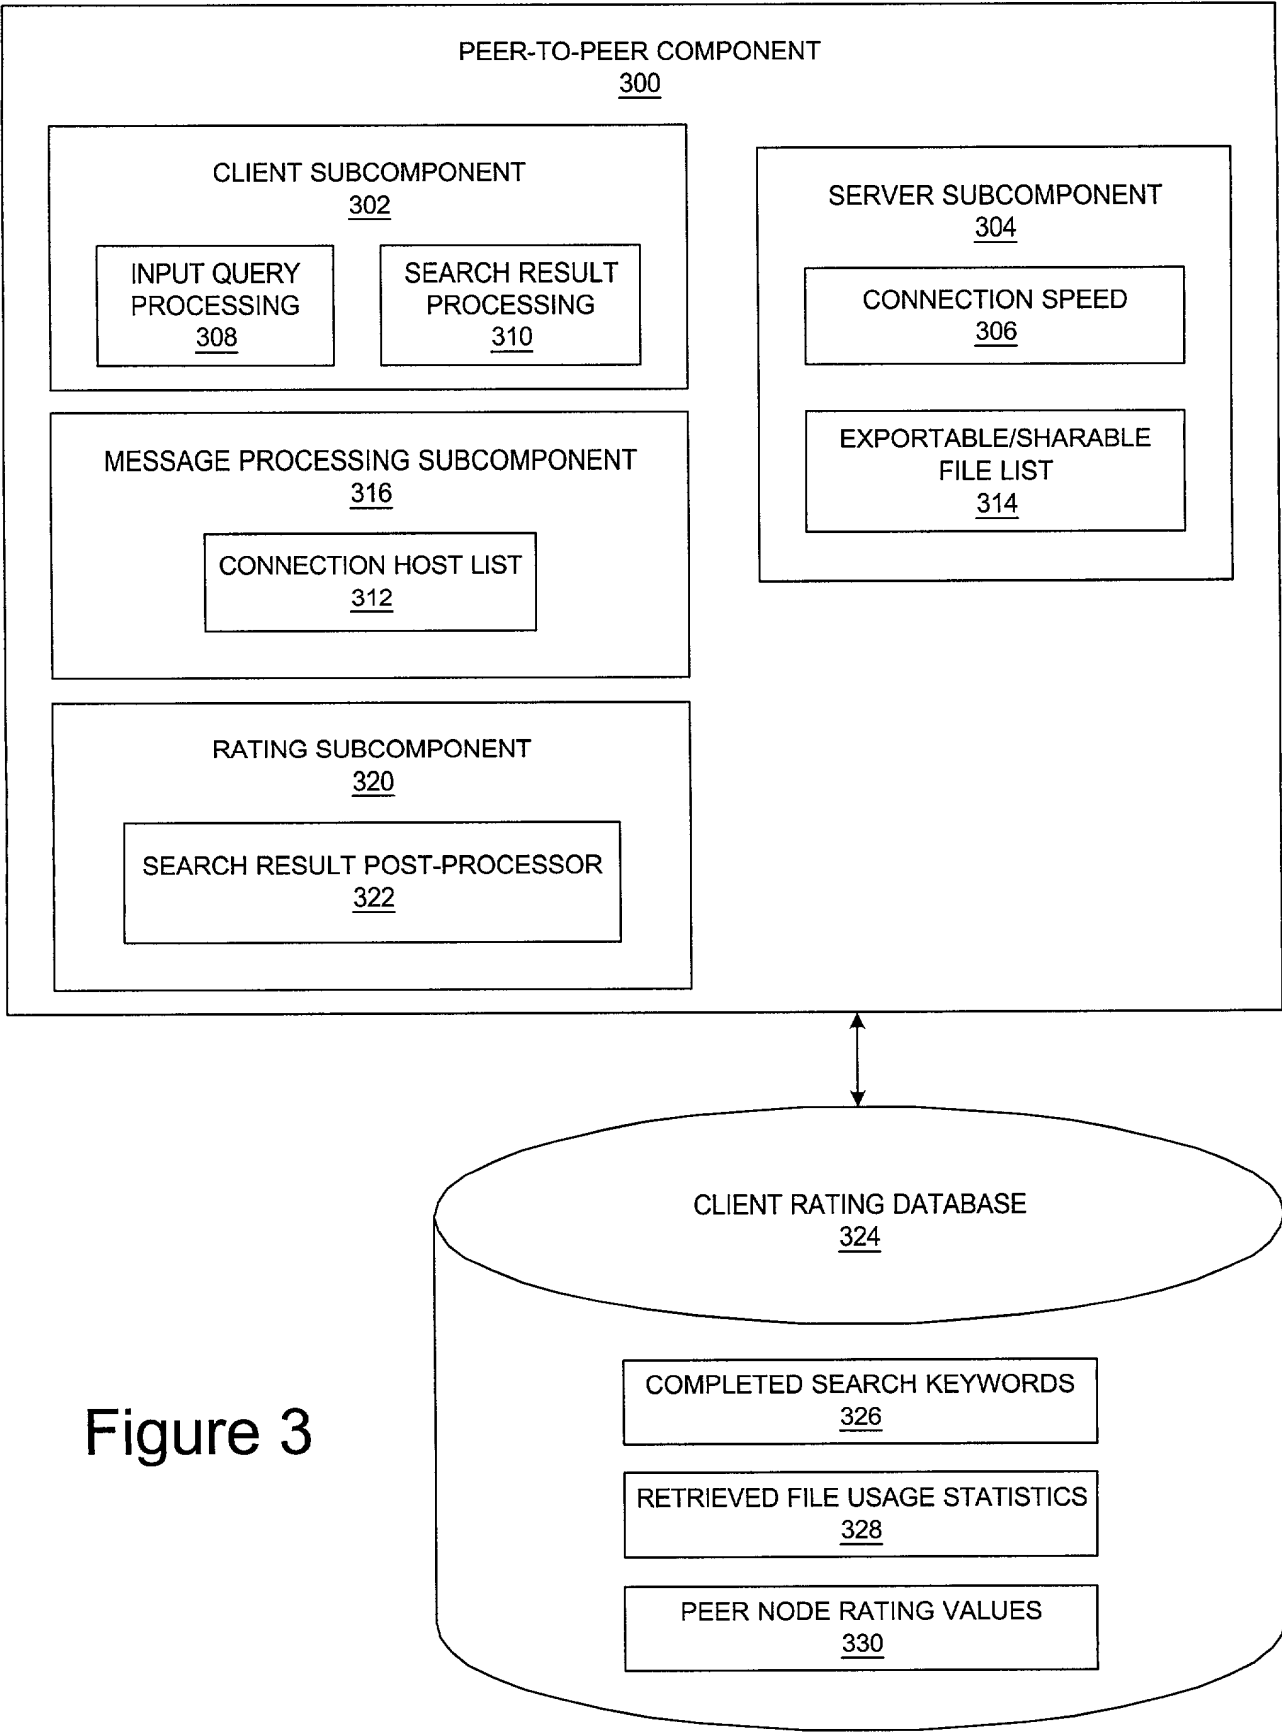 PEER-TO-PEER COMPONENT
300
CLIENT SUBCOMPONENT
302
INPUT QUERY
PROCESSING
308
SEARCH RESULT
PROCESSING
310
SERVER SUBCOMPONENT
304
CONNECTION SPEED
306
EXPORTABLE/SHARABLE
FILE LIST
314
MESSAGE PROCESSING SUBCOMPONENT
316
CONNECTION HOST LIST
312
RATING SUBCOMPONENT
320
SEARCH RESULT POST-PROCESSOR
322
CLIENT RATING DATABASE
324
COMPLETED SEARCH KEYWORDS
326
RETRIEVED FILE USAGE STATISTICS
328
PEER NODE RATING VALUES
330
Figure 3